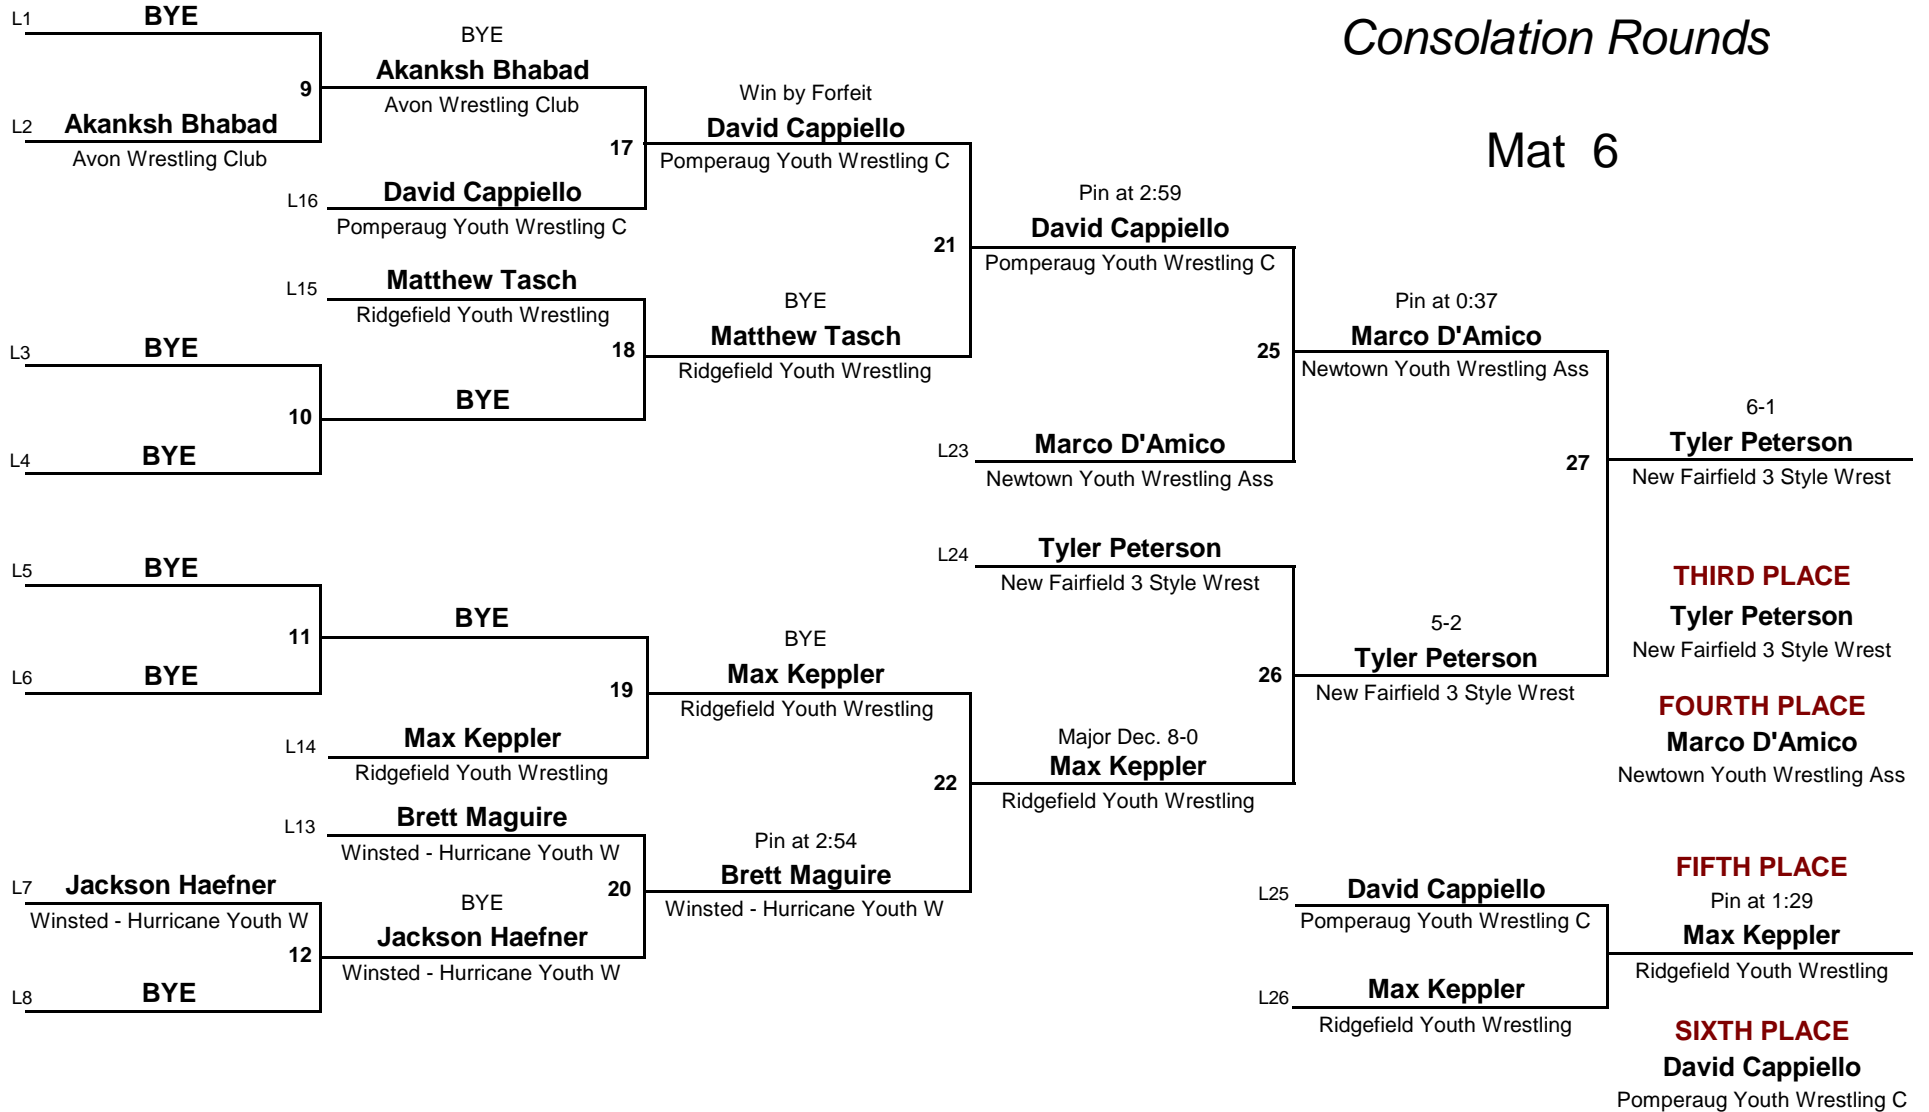 Consolation Rounds
Mat 6
L1 BYE
9
L2 Akanksh Bhabad
Avon Wrestling Club
L3 BYE
10
L4 BYE
L5 BYE
11
L6 BYE
L7 Jackson Haefner
Winsted - Hurricane Youth W
12
L8 BYE
BYE
Akanksh Bhabad
Avon Wrestling Club
17
L16 David Cappiello
Pomperaug Youth Wrestling C
L15 Matthew Tasch
Ridgefield Youth Wrestling
18
BYE
BYE
19
L14 Max Keppler
Ridgefield Youth Wrestling
L13 Brett Maguire
Winsted - Hurricane Youth W
20
BYE
Jackson Haefner
Winsted - Hurricane Youth W
Win by Forfeit
David Cappiello
Pomperaug Youth Wrestling C
21
BYE
Matthew Tasch
Ridgefield Youth Wrestling
BYE
Max Keppler
Ridgefield Youth Wrestling
22
Pin at 2:54
Brett Maguire
Winsted - Hurricane Youth W
Pin at 2:59
David Cappiello
Pomperaug Youth Wrestling C
25
L23 Marco D'Amico
Newtown Youth Wrestling Ass
L24 Tyler Peterson
New Fairfield 3 Style Wrest
26
Major Dec. 8-0
Max Keppler
Ridgefield Youth Wrestling
Pin at 0:37
Marco D'Amico
Newtown Youth Wrestling Ass
27
5-2
Tyler Peterson
New Fairfield 3 Style Wrest
6-1
Tyler Peterson
New Fairfield 3 Style Wrest
THIRD PLACE
Tyler Peterson
New Fairfield 3 Style Wrest
FOURTH PLACE
Marco D'Amico
Newtown Youth Wrestling Ass
L25 David Cappiello
Pomperaug Youth Wrestling C
L26 Max Keppler
Ridgefield Youth Wrestling
FIFTH PLACE
Pin at 1:29
Max Keppler
Ridgefield Youth Wrestling
SIXTH PLACE
David Cappiello
Pomperaug Youth Wrestling C